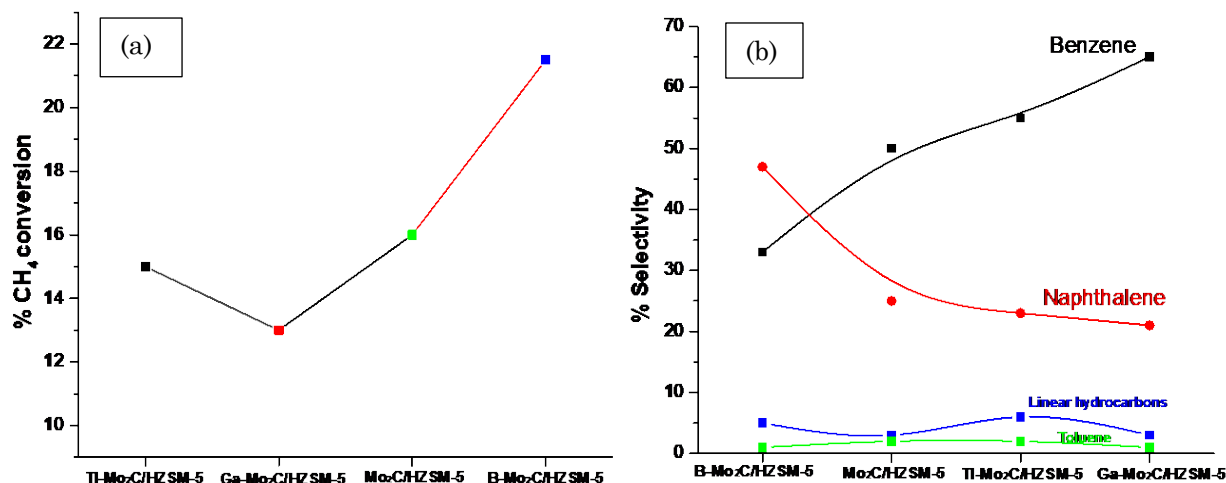 (a)
% CH₄ conversion
22
20
18
16
14
12
10
Tl-Mo₂C/HZSM-5 Ga-Mo₂C/HZSM-5 Mo₂C/HZSM-5 B-Mo₂C/HZSM-5
(b)
% Selectivity
70
60
50
40
30
20
10
0
Benzene
Naphthalene
Linear hydrocarbons
Toluene
B-Mo₂C/HZSM-5 Mo₂C/HZSM-5 Tl-Mo₂C/HZSM-5 Ga-Mo₂C/HZSM-5